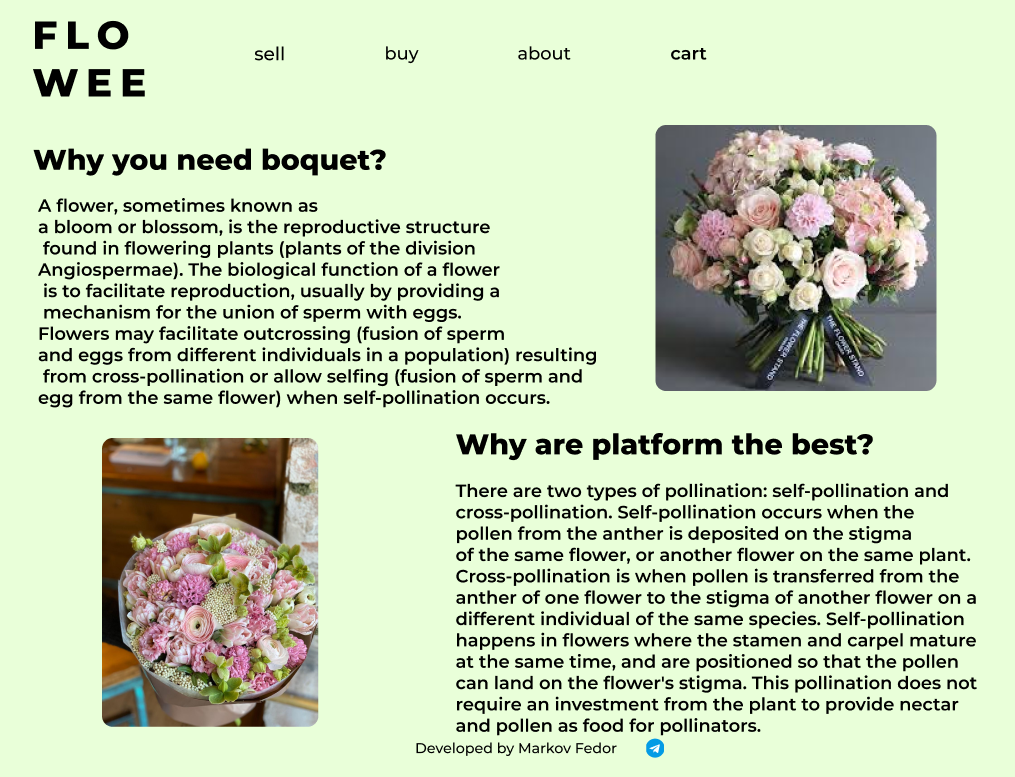 FLO
WEE
sell
buy
about
cart
Why you need boquet?
A flower, sometimes known as
a bloom or blossom, is the reproductive structure
found in flowering plants (plants of the division
Angiospermae). The biological function of a flower
is to facilitate reproduction, usually by providing a
mechanism for the union of sperm with eggs.
Flowers may facilitate outcrossing (fusion of sperm
and eggs from different individuals in a population) resulting
from cross-pollination or allow selfing (fusion of sperm and
egg from the same flower) when self-pollination occurs.
THE FLOWER STAND
THE FLOWER STAND
Why are platform the best?
There are two types of pollination: self-pollination and
cross-pollination. Self-pollination occurs when the
pollen from the anther is deposited on the stigma
of the same flower, or another flower on the same plant.
Cross-pollination is when pollen is transferred from the
anther of one flower to the stigma of another flower on a
different individual of the same species. Self-pollination
happens in flowers where the stamen and carpel mature
at the same time, and are positioned so that the pollen
can land on the flower's stigma. This pollination does not
require an investment from the plant to provide nectar
and pollen as food for pollinators.
Developed by Markov Fedor